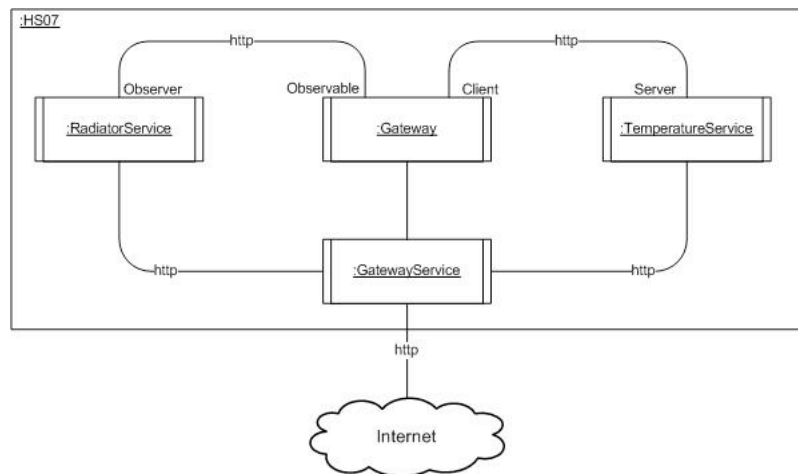 :HS07
http
http
Observer
Observable
Client
Server
:RadiatorService
:Gateway
:TemperatureService
:GatewayService
http
http
http
Internet